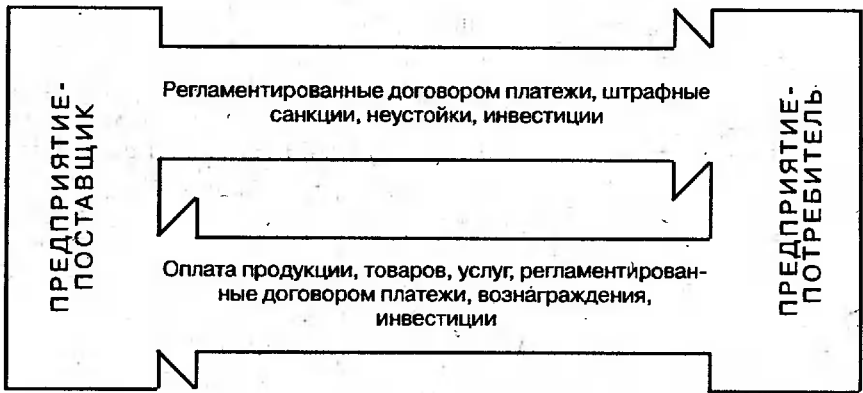 ПРЕДПРИЯТИЕ-
ПОСТАВЩИК
Регламентированные договором платежи, штрафные
санкции, неустойки, инвестиции
Оплата продукции, товаров, услуг, регламентирован-
ные договором платежи, вознаграждения,
инвестиции
ПРЕДПРИЯТИЕ-
ПОТРЕБИТЕЛЬ